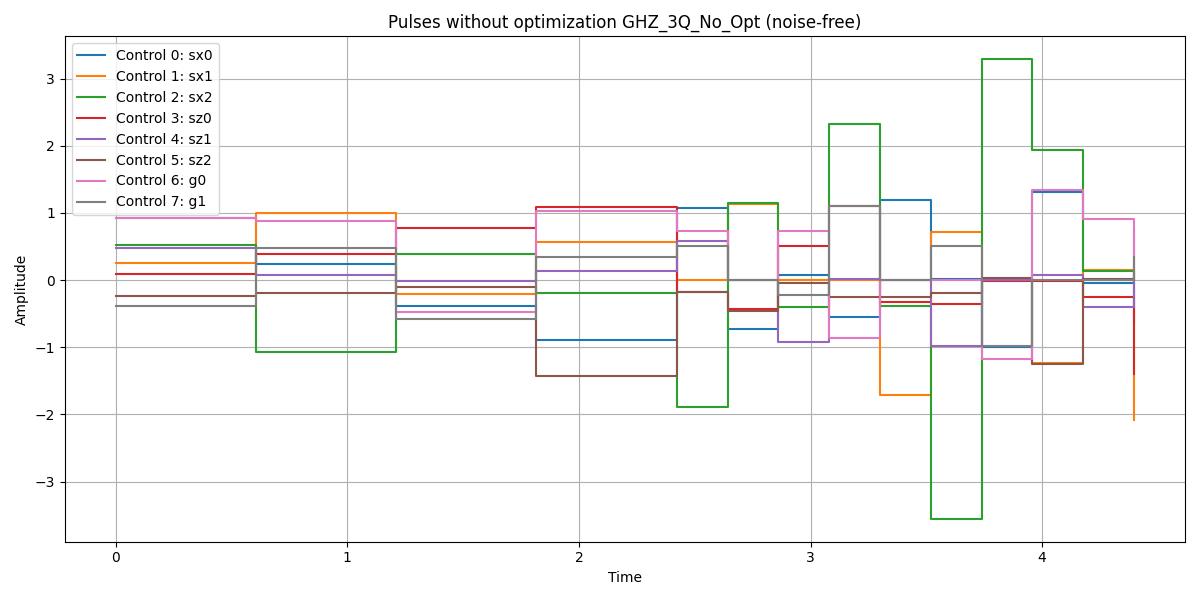 Pulses without optimization GHZ_3Q_No_Opt (noise-free)
Control 0: sx0
Control 1: sx1
Control 2: sx2
Control 3: sz0
Control 4: sz1
Control 5: sz2
Control 6: g0
Control 7: g1
Amplitude
3
2
1
0
−1
−2
−3
0 1 2 3 4
Time